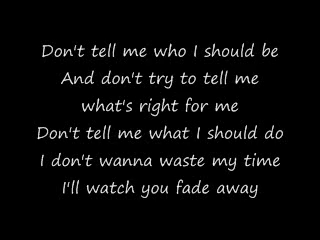 Don't tell me who I should be
And don't try to tell me
what's right for me
Don't tell me what I should do
I don't wanna waste my time
I'll watch you fade away